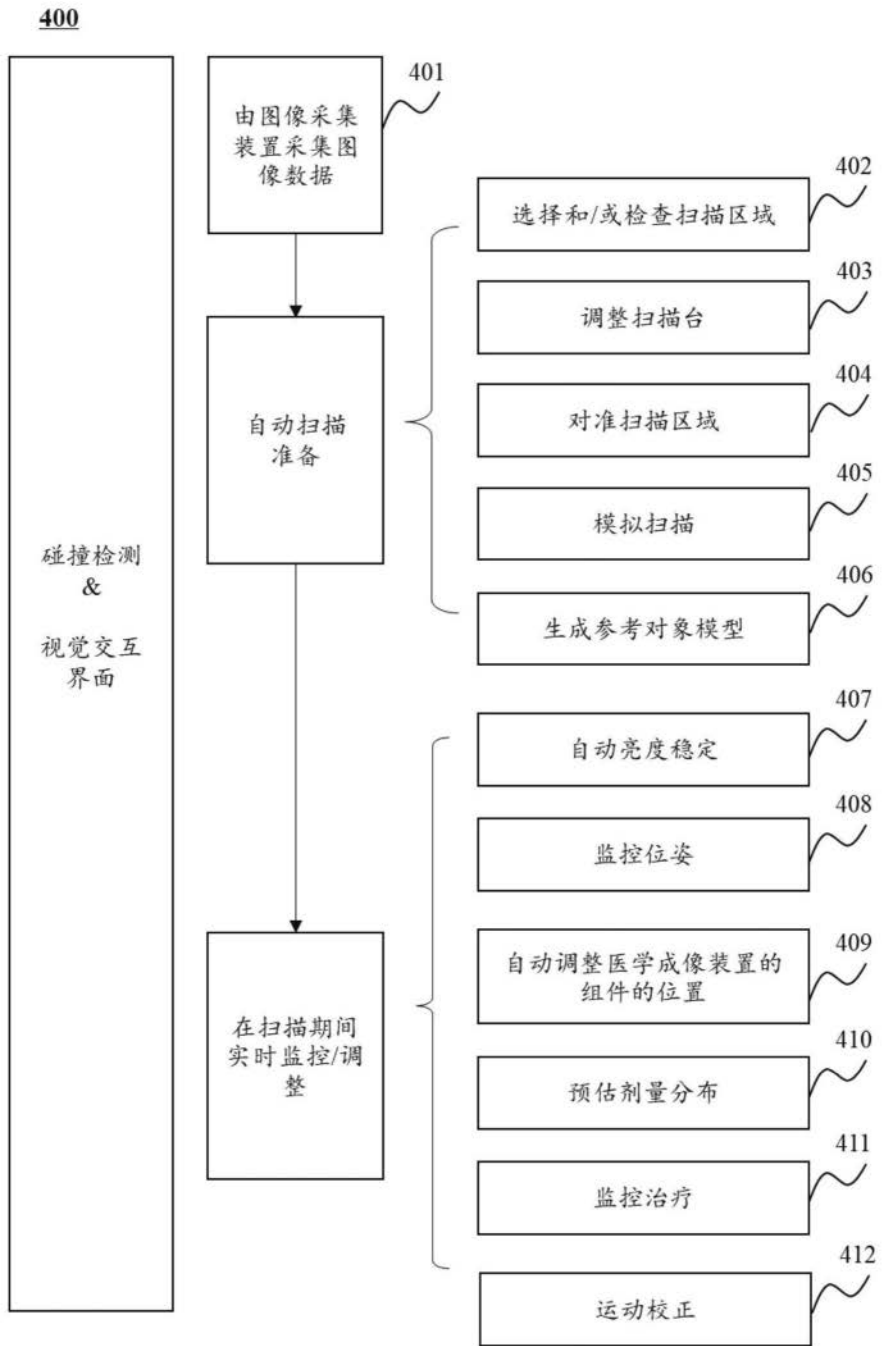 400
碰撞检测
&
视觉交互
界面
401
由图像采集
装置采集图
像数据
自动扫描
准备
402
选择和/或检查扫描区域
403
调整扫描台
404
对准扫描区域
405
模拟扫描
406
生成参考对象模型
在扫描期间
实时监控/调
整
407
自动亮度稳定
408
监控位姿
409
自动调整医学成像装置的
组件的位置
410
预估剂量分布
411
监控治疗
412
运动校正